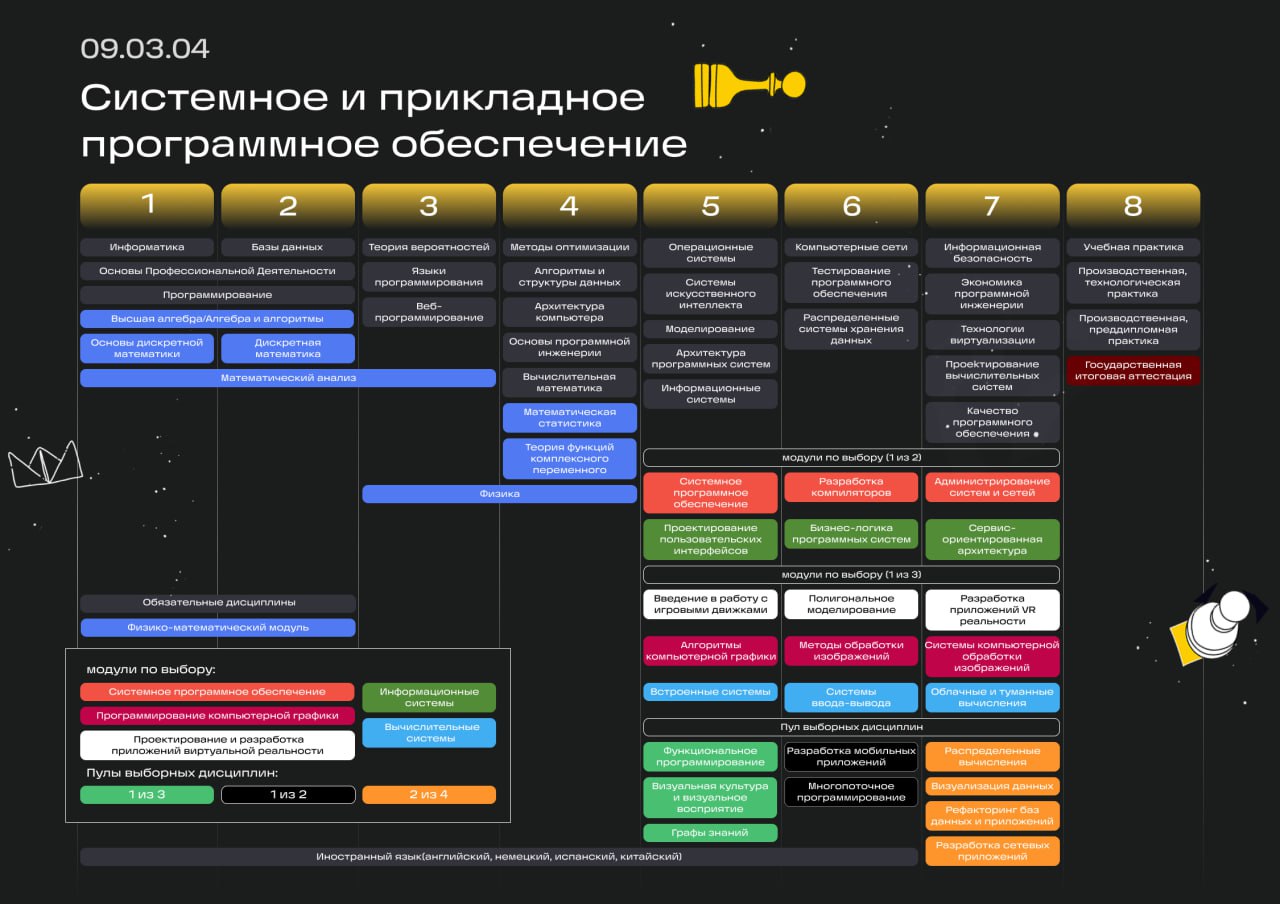 09.03.04
Системное и прикладное
программное обеспечение
1
2
3
4
5
6
7
8
Информатика
Базы данных
Основы Профессиональной Деятельности
Программирование
Высшая алгебра/Алгебра и алгоритмы
Основы дискретной
математики
Дискретная
математика
Математический анализ
Теория вероятностей
Языки
программирования
Веб-
программирование
Методы оптимизации
Алгоритмы и
структуры данных
Архитектура
компьютера
Основы программной
инженерии
Вычислительная
математика
Математическая
статистика
Теория функций
комплексного
переменного
Физика
Операционные
системы
Системы
искусственного
интеллекта
Моделирование
Архитектура
программных систем
Информационные
системы
Компьютерные сети
Тестирование
программного
обеспечения
Распределенные
системы хранения
данных
Информационная
безопасность
Экономика
программной
инженерии
Технологии
виртуализации
Проектирование
вычислительных
систем
Качество
программного
обеспечения
Учебная практика
Производственная,
технологическая
практика
Производственная,
преддипломная
практика
Государственная
итоговая аттестация
модули по выбору (1 из 2)
Системное
программное
обеспечение
Разработка
компиляторов
Администрирование
систем и сетей
Проектирование
пользовательских
интерфейсов
Бизнес-логика
программных систем
Сервис-
ориентированная
архитектура
модули по выбору (1 из 3)
Введение в работу с
игровыми движками
Полигональное
моделирование
Разработка
приложений VR
реальности
Алгоритмы
компьютерной графики
Методы обработки
изображений
Системы компьютерной
обработки
изображений
Встроенные системы
Системы
ввода-вывода
Облачные и туманные
вычисления
Пул выборных дисциплин
Функциональное
программирование
Разработка мобильных
приложений
Распределенные
вычисления
Визуальная культура
и визуальное
восприятие
Многопоточное
программирование
Визуализация данных
Рефакторинг баз
данных и приложений
Графы знаний
Разработка сетевых
приложений
Обязательные дисциплины
Физико-математический модуль
модули по выбору:
Системное программное обеспечение
Информационные
системы
Программирование компьютерной графики
Вычислительные
системы
Проектирование и разработка
приложений виртуальной реальности
Пулы выборных дисциплин:
1 из 3
1 из 2
2 из 4
Иностранный язык(английский, немецкий, испанский, китайский)